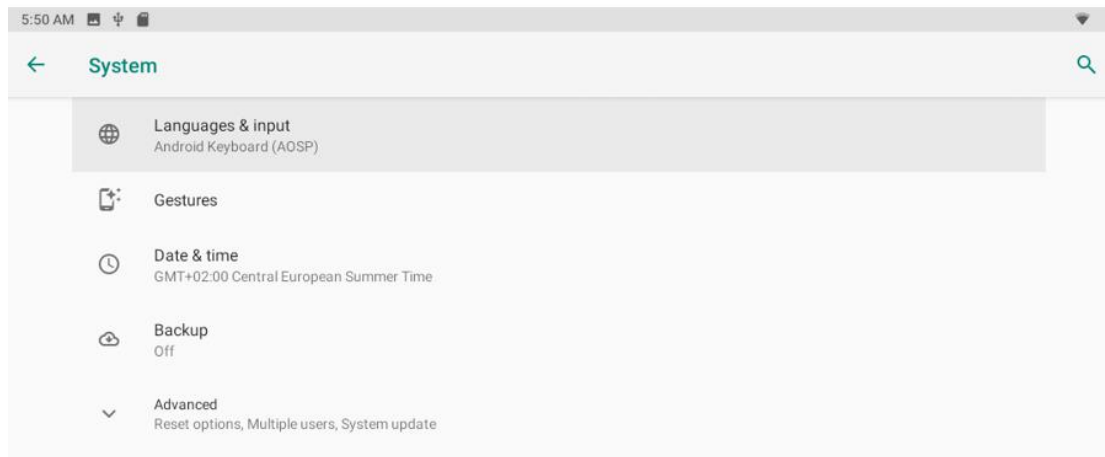 5:50 AM
System
Languages & input
Android Keyboard (AOSP)
Gestures
Date & time
GMT+02:00 Central European Summer Time
Backup
Off
Advanced
Reset options, Multiple users, System update